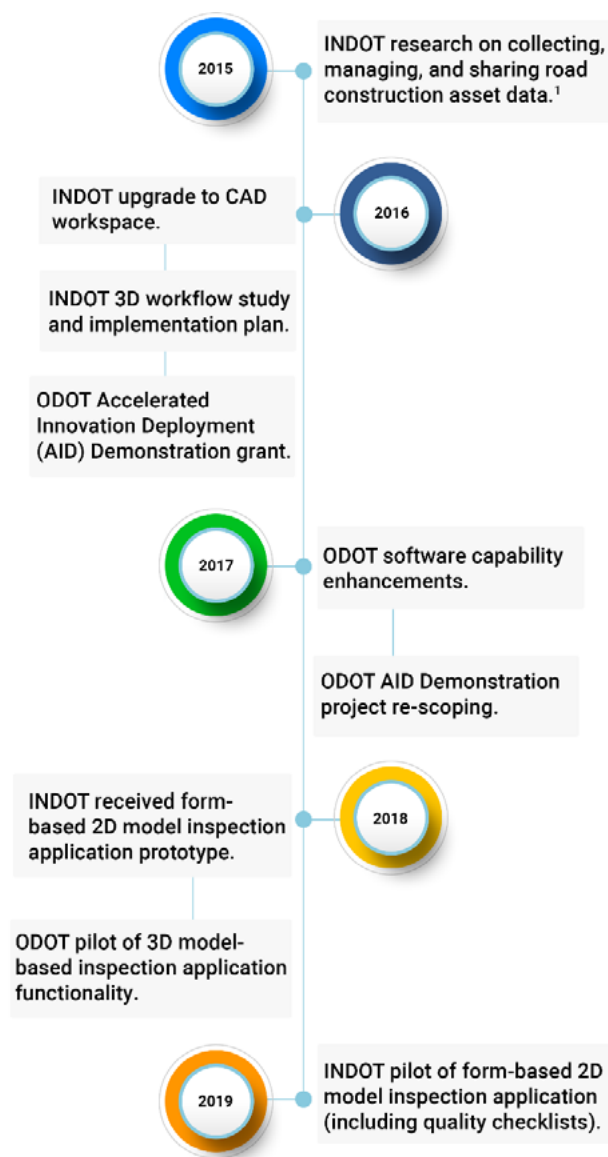 2015
INDOT research on collecting,
managing, and sharing road
construction asset data.¹
2016
INDOT upgrade to CAD
workspace.
INDOT 3D workflow study
and implementation plan.
ODOT Accelerated
Innovation Deployment
(AID) Demonstration grant.
2017
ODOT software capability
enhancements.
ODOT AID Demonstration
project re-scoping.
2018
INDOT received form-
based 2D model inspection
application prototype.
ODOT pilot of 3D model-
based inspection application
functionality.
2019
INDOT pilot of form-based 2D
model inspection application
(including quality checklists).